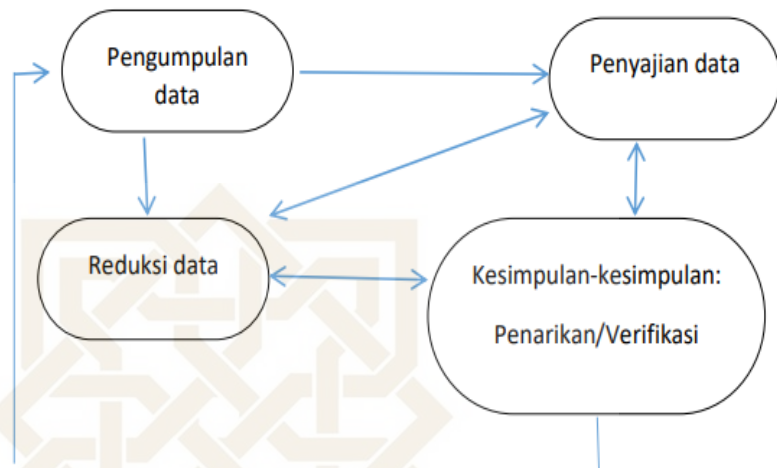 Pengumpulan
data
Penyajian data
Reduksi data
Kesimpulan-kesimpulan:
Penarikan/Verifikasi